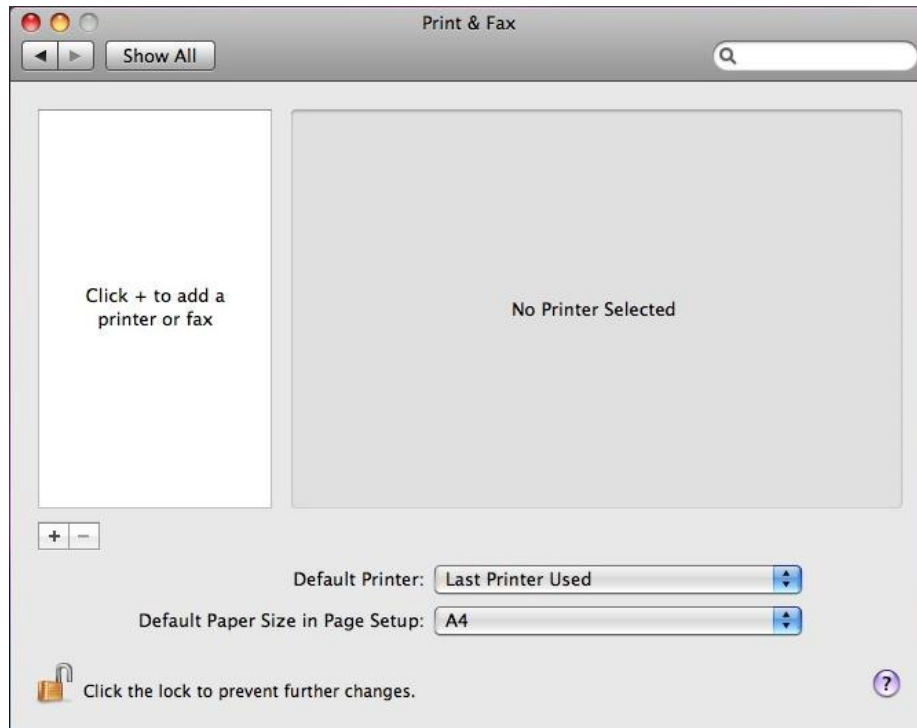 Print & Fax
Show All
Click + to add a
printer or fax
No Printer Selected
+ −
Default Printer: Last Printer Used
Default Paper Size in Page Setup: A4
Click the lock to prevent further changes.
?